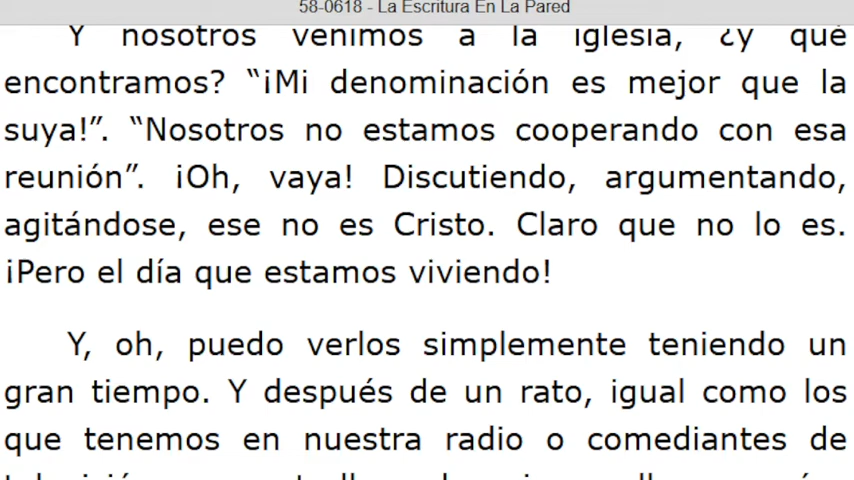 58-0618 - La Escritura En La Pared
Y nosotros venimos a la iglesia, ¿y qué
encontramos? “¡Mi denominación es mejor que la
suya!”. “Nosotros no estamos cooperando con esa
reunión”. ¡Oh, vaya! Discutiendo, argumentando,
agitándose, ese no es Cristo. Claro que no lo es.
¡Pero el día que estamos viviendo!
Y, oh, puedo verlos simplemente teniendo un
gran tiempo. Y después de un rato, igual como los
que tenemos en nuestra radio o comediantes de